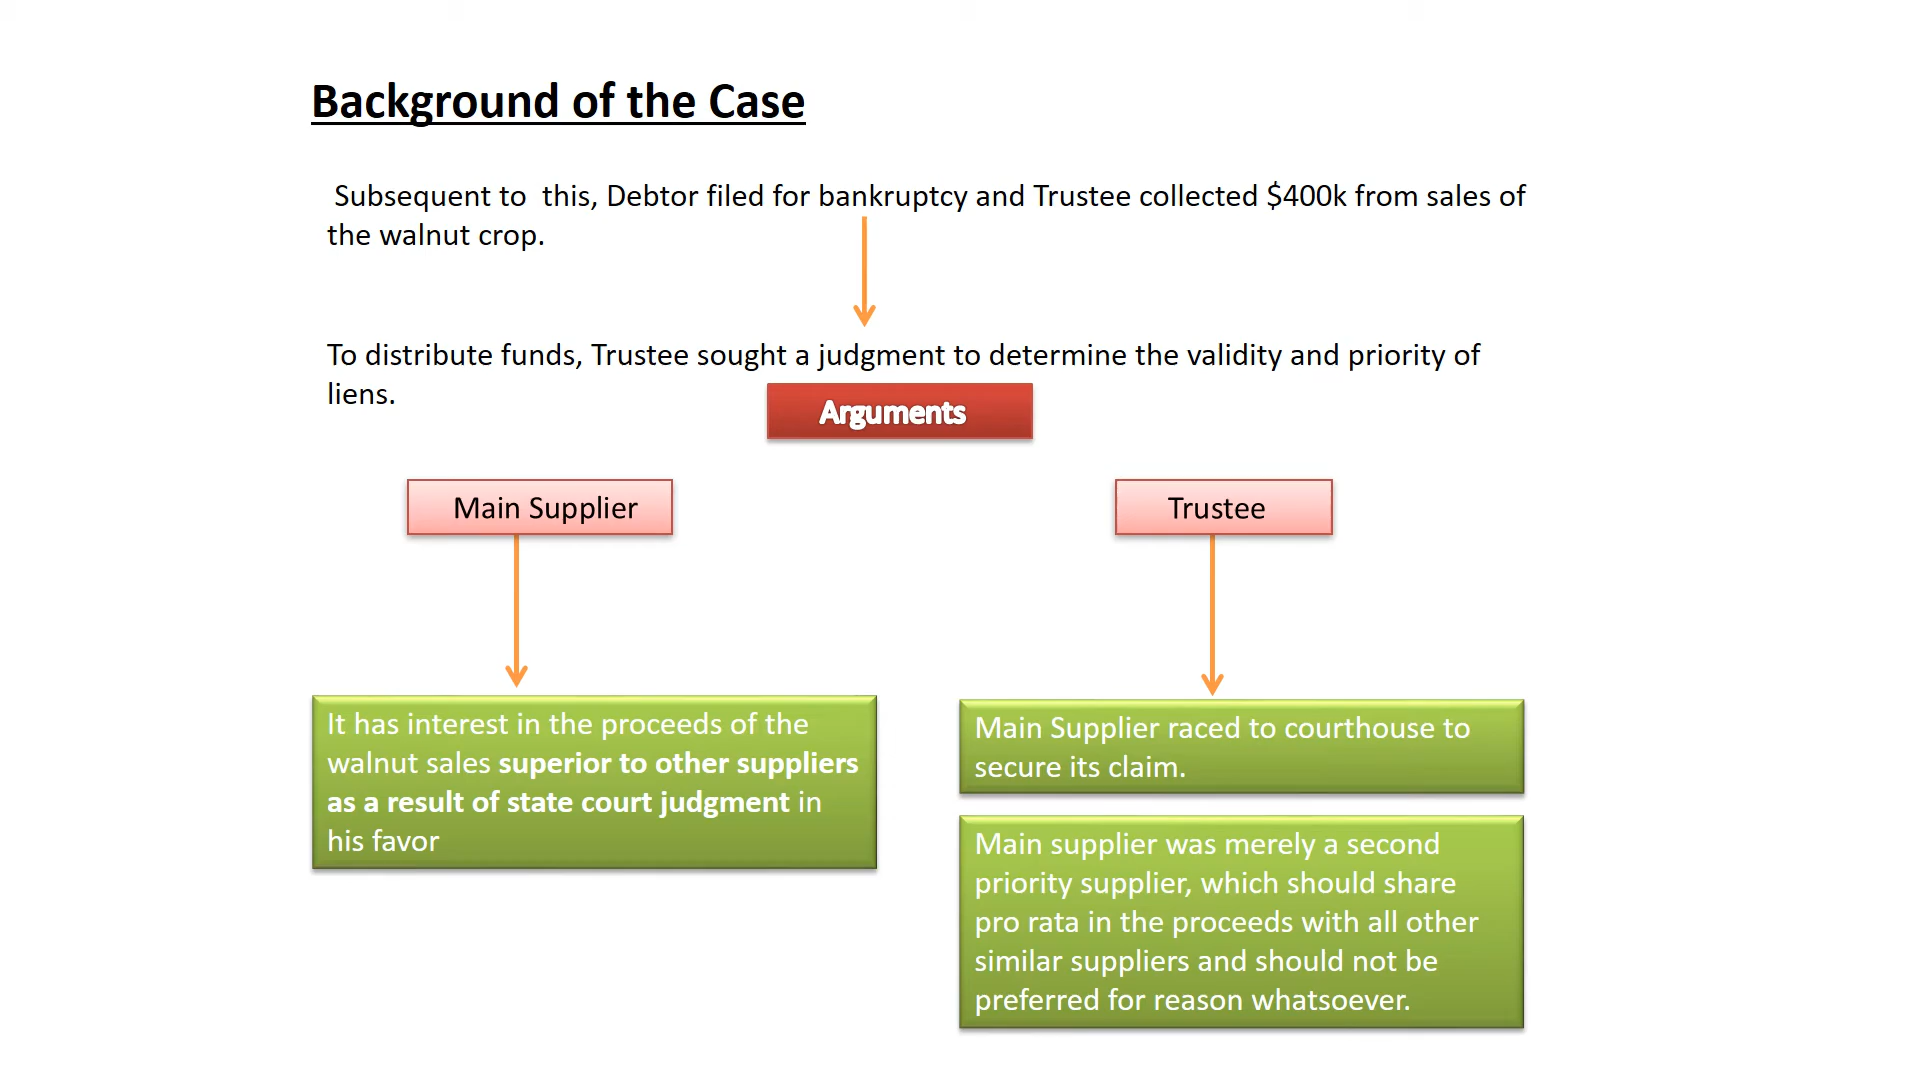 Background of the Case
Subsequent to  this, Debtor filed for bankruptcy and Trustee collected $400k from sales of
the walnut crop.
To distribute funds, Trustee sought a judgment to determine the validity and priority of
liens.
Arguments
Main Supplier
Trustee
It has interest in the proceeds of the
walnut sales superior to other suppliers
as a result of state court judgment in
his favor
Main Supplier raced to courthouse to
secure its claim.
Main supplier was merely a second
priority supplier, which should share
pro rata in the proceeds with all other
similar suppliers and should not be
preferred for reason whatsoever.